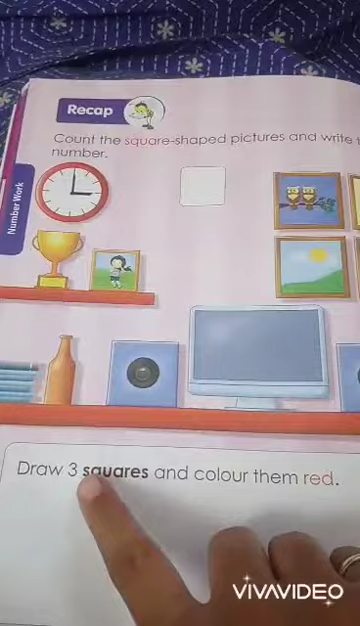 Recap
Count the square-shaped pictures and write
number.
Number Work
Draw 3 squares and colour them red.
VIVAVIDEO